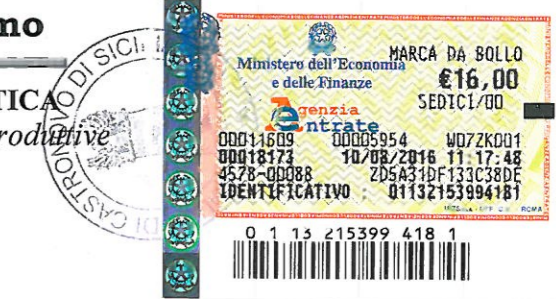 mo
TICA
roduttive
DI CASTRONOVO DI SICIL
Ministero dell'Economia
e delle Finanze
MARCA DA BOLLO
€16,00
SEDICI/00
Agenzia
Entrate
00011609 00005954 W07ZK001
00018173 10/08/2016 11:17:48
4578-00088 2D5A31DF133C38DE
IDENTIFICATIVO : 01132153994181
ROMA
0 1 13 215399 418 1